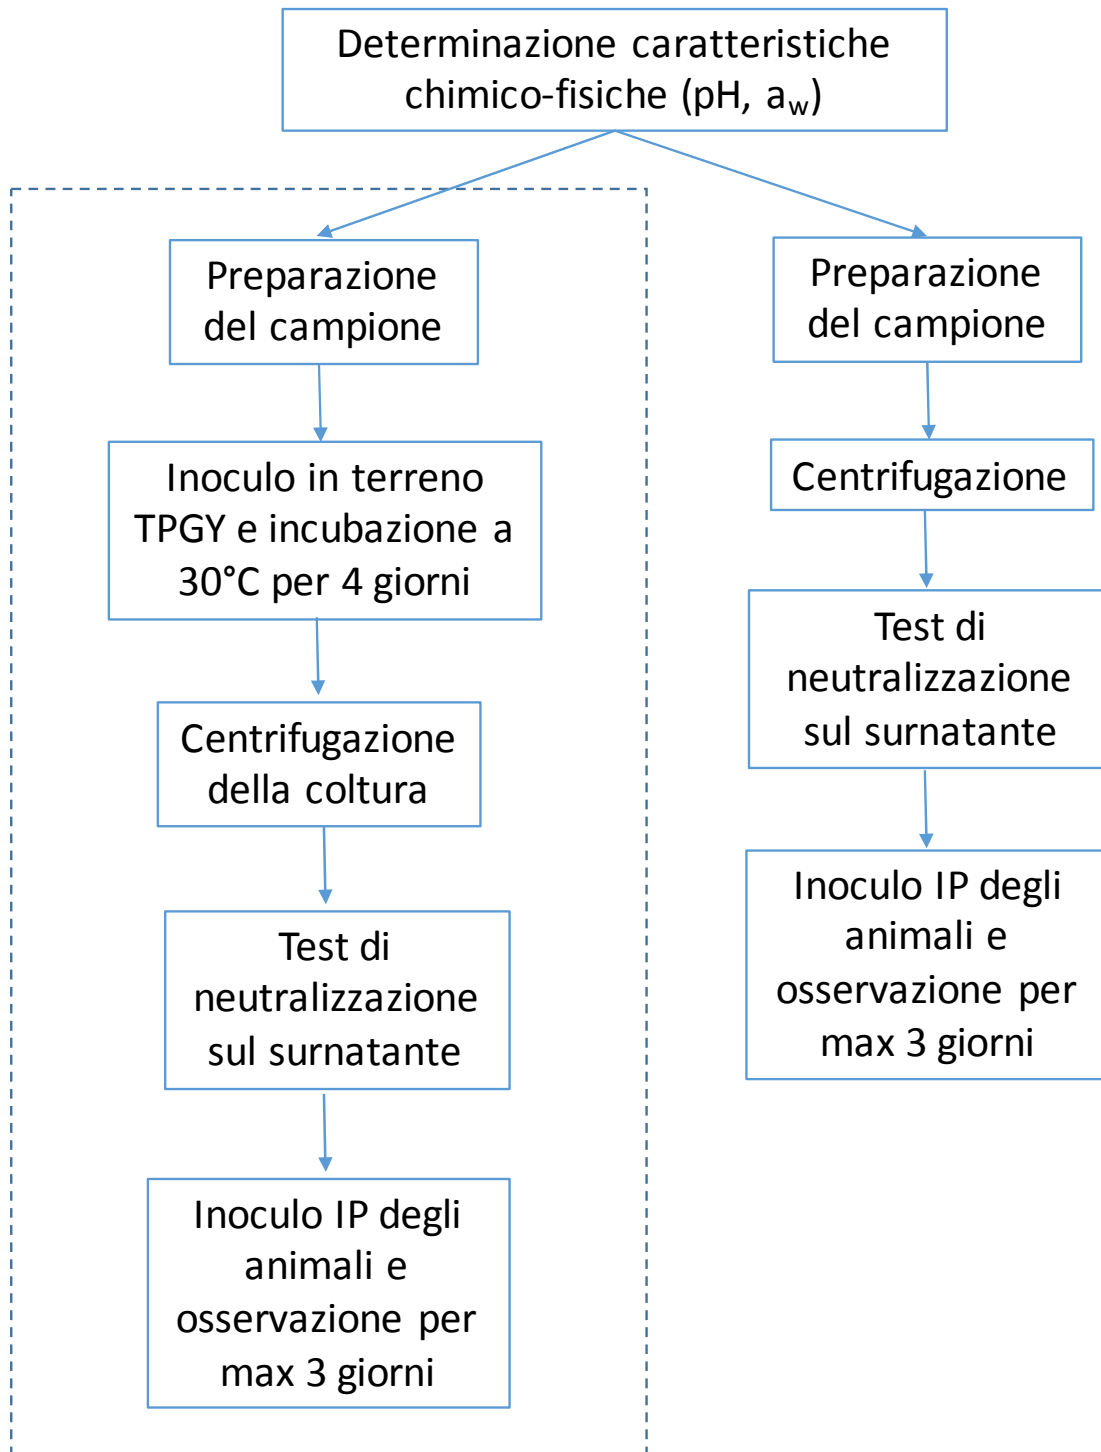 Determinazione caratteristiche
chimico-fisiche (pH, a_w)
Preparazione
del campione
Inoculo in terreno
TPGY e incubazione a
30°C per 4 giorni
Centrifugazione
della coltura
Test di
neutralizzazione
sul surnatante
Inoculo IP degli
animali e
osservazione per
max 3 giorni
Preparazione
del campione
Centrifugazione
Test di
neutralizzazione
sul surnatante
Inoculo IP degli
animali e
osservazione per
max 3 giorni